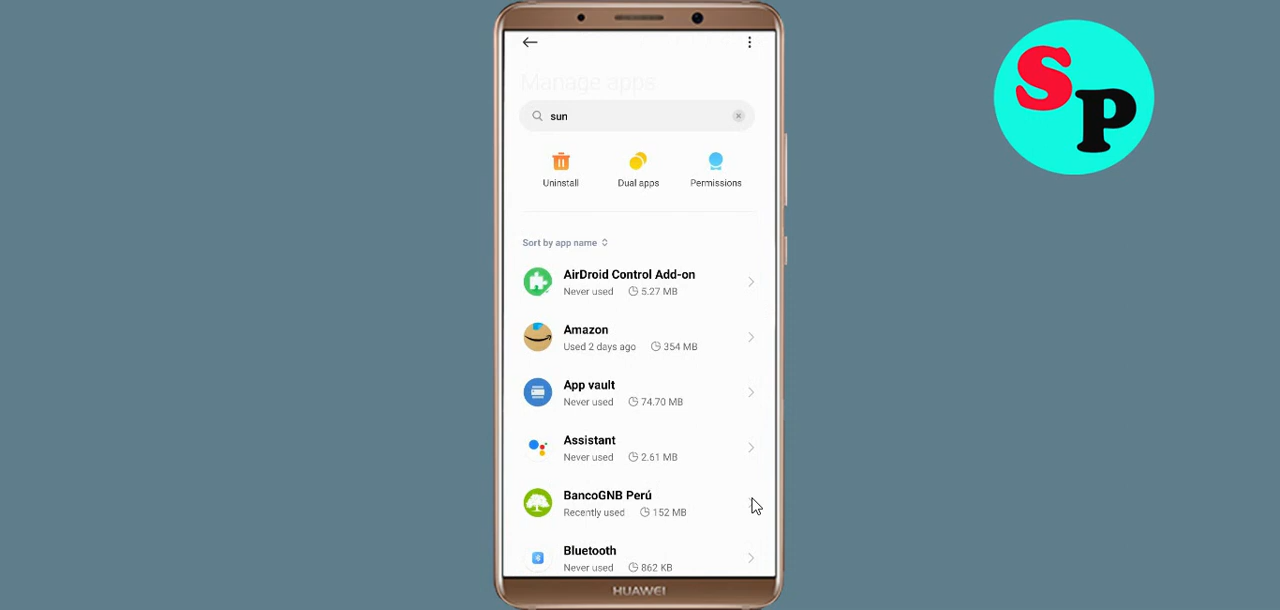 Manage apps
sun
Uninstall
Dual apps
Permissions
Sort by app name
AirDroid Control Add-on
Never used 5.27 MB
Amazon
Used 2 days ago 354 MB
App vault
Never used 74.70 MB
Assistant
Never used 2.61 MB
BancoGNB Perú
Recently used 152 MB
Bluetooth
Never used 862 KB
HUAWEI
SP